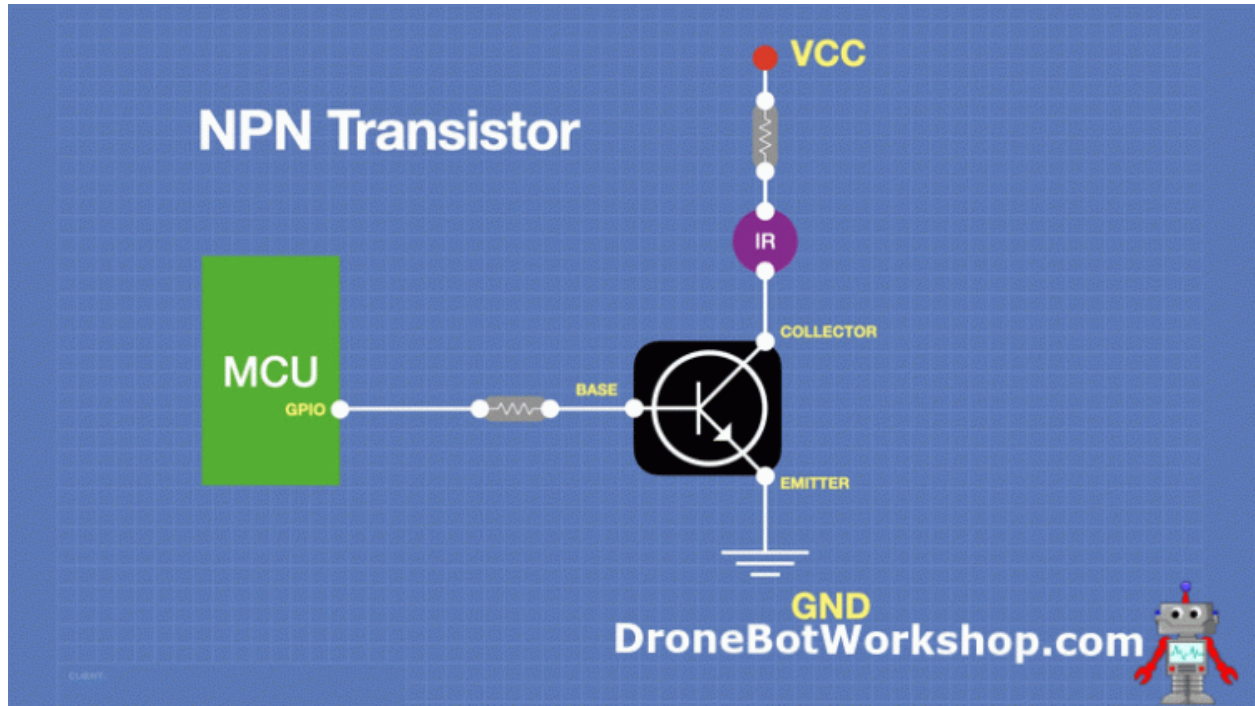 VCC
NPN Transistor
IR
COLLECTOR
MCU
BASE
GPIO
EMITTER
GND
DroneBotWorkshop.com